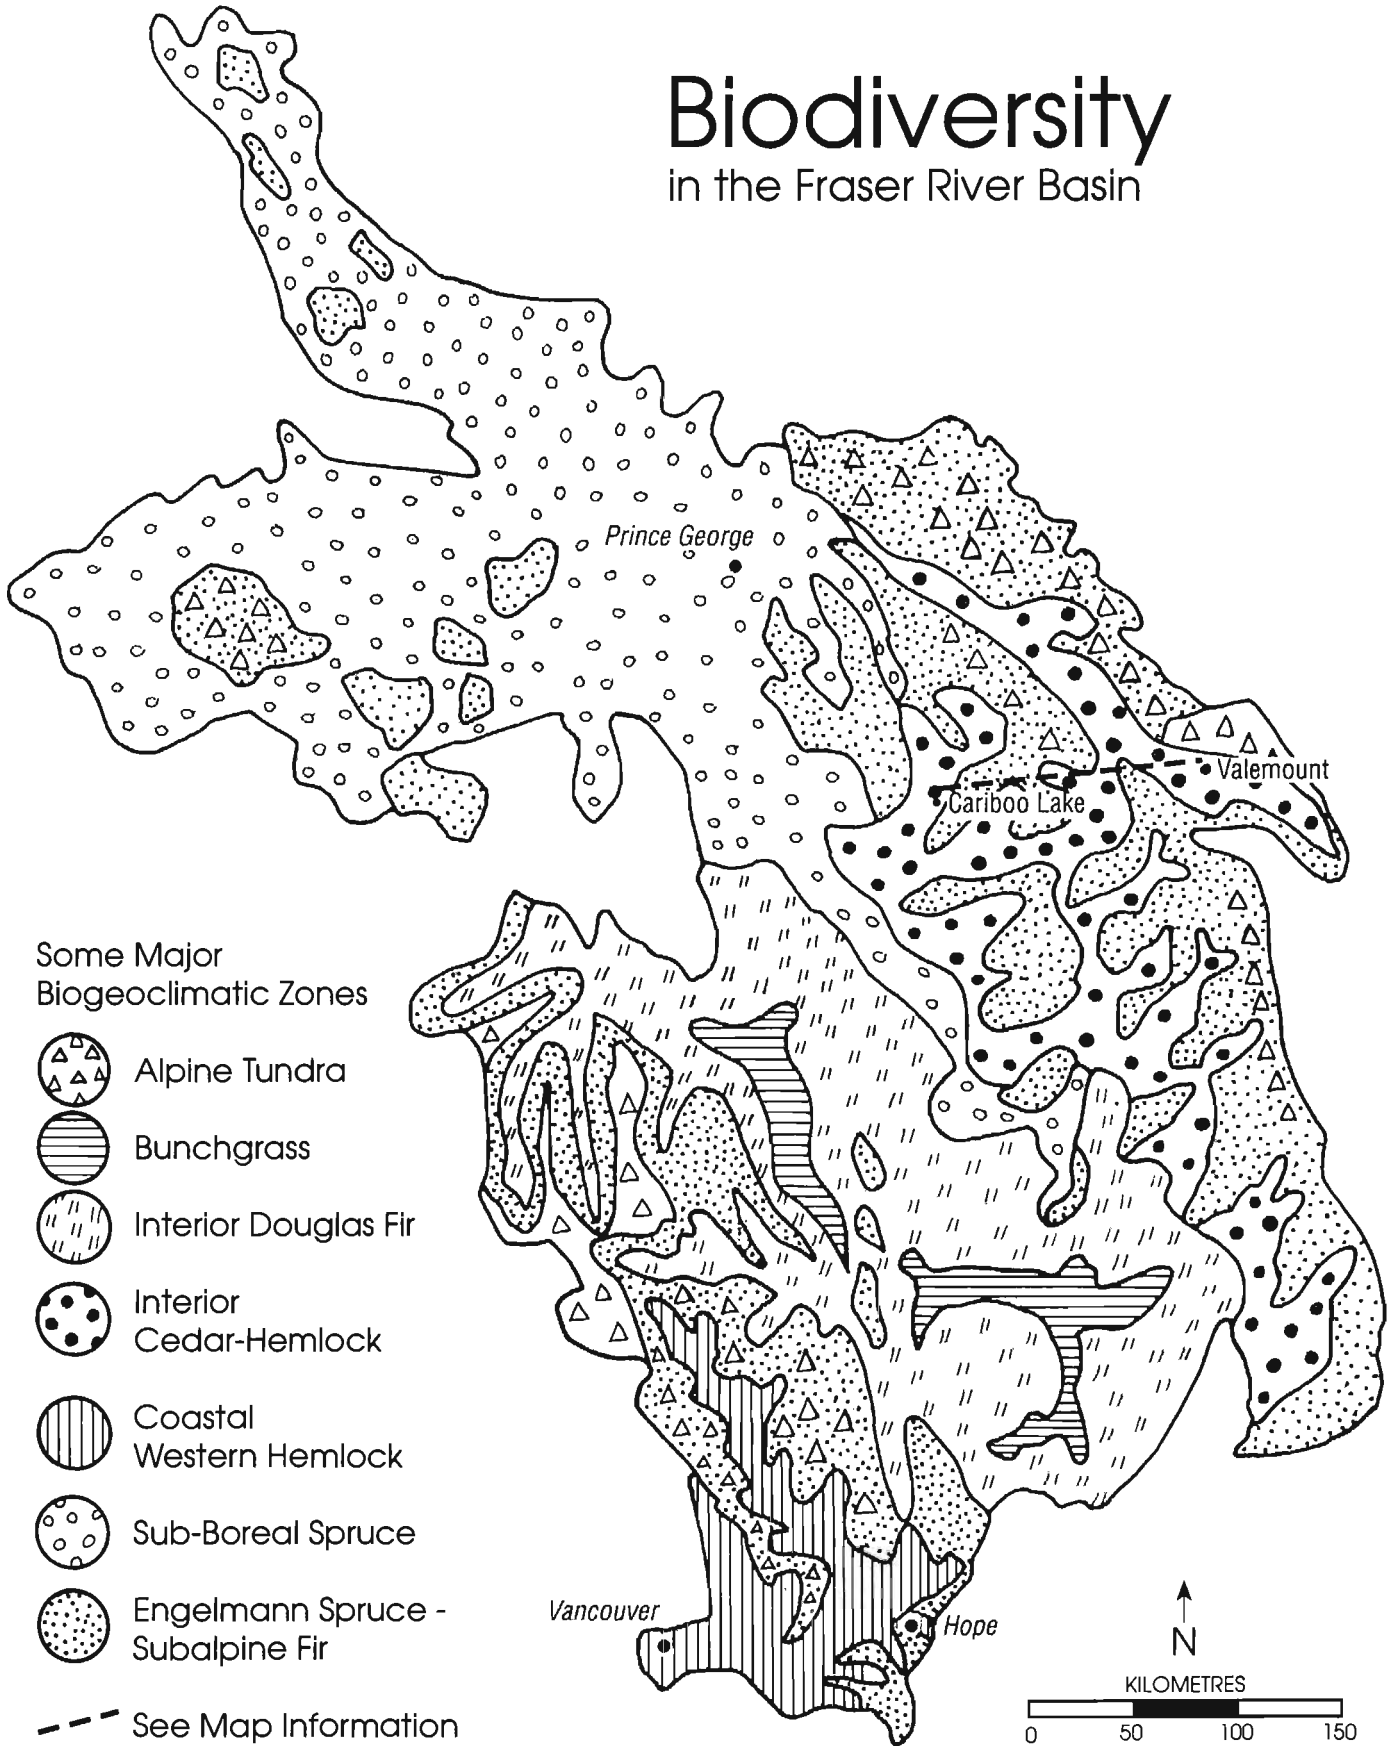 Biodiversity
in the Fraser River Basin
Prince George
Valemount
Cariboo Lake
Some Major
Biogeoclimatic Zones
Alpine Tundra
Bunchgrass
Interior Douglas Fir
Interior
Cedar-Hemlock
Coastal
Western Hemlock
Sub-Boreal Spruce
Engelmann Spruce -
Subalpine Fir
See Map Information
Vancouver
Hope
N
KILOMETRES
0 50 100 150